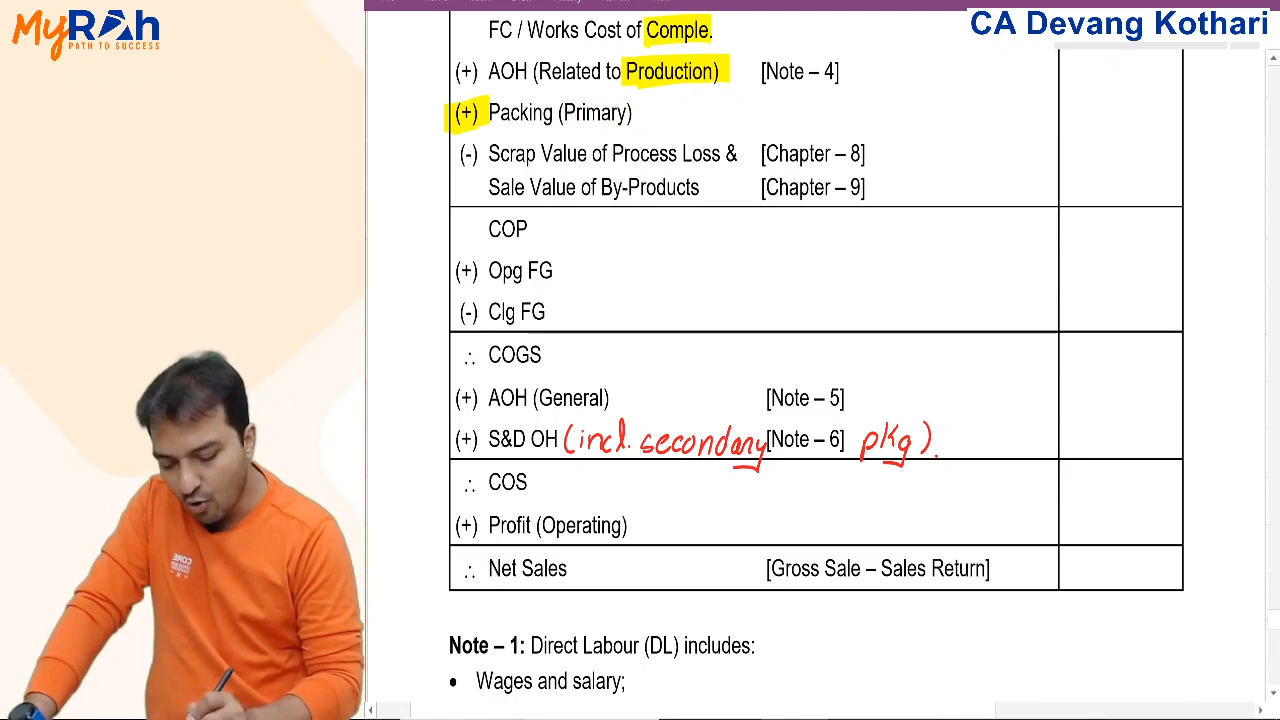 MyRAh
PATH TO SUCCESS
CA Devang Kothari
FC / Works Cost of Comple.
(+) AOH (Related to Production) [Note – 4]
(+) Packing (Primary)
(-) Scrap Value of Process Loss & [Chapter – 8]
Sale Value of By-Products [Chapter – 9]
COP
(+) Opg FG
(-) Clg FG
∴ COGS
(+) AOH (General) [Note – 5]
(+) S&D OH (incl. secondary [Note – 6] pkg).
∴ COS
(+) Profit (Operating)
∴ Net Sales [Gross Sale – Sales Return]
Note – 1: Direct Labour (DL) includes:
• Wages and salary;
CORE